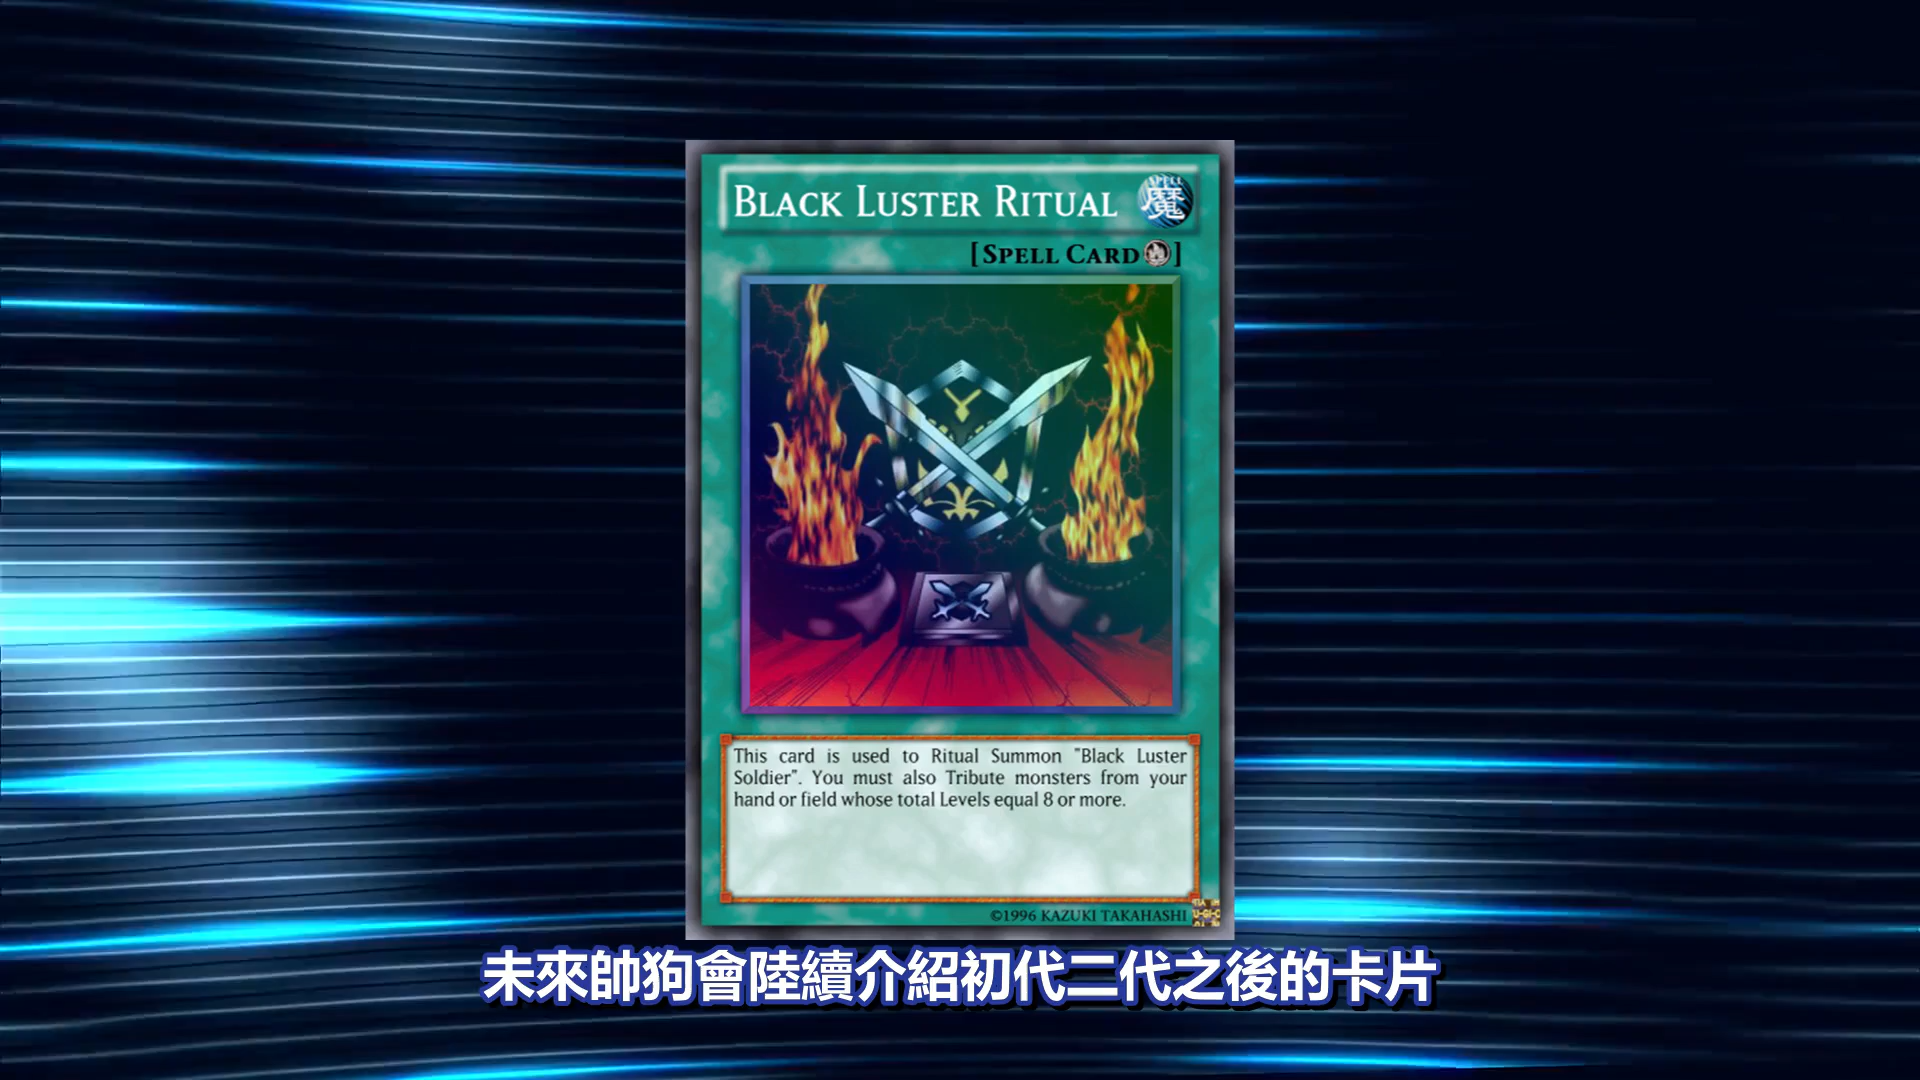 BLACK LUSTER RITUAL
SPELL
魔
[SPELL CARD]
This card is used to Ritual Summon "Black Luster
Soldier". You must also Tribute monsters from your
hand or field whose total Levels equal 8 or more.
©1996 KAZUKI TAKAHASHI
未來帥狗會陸續介紹初代二代之後的卡片